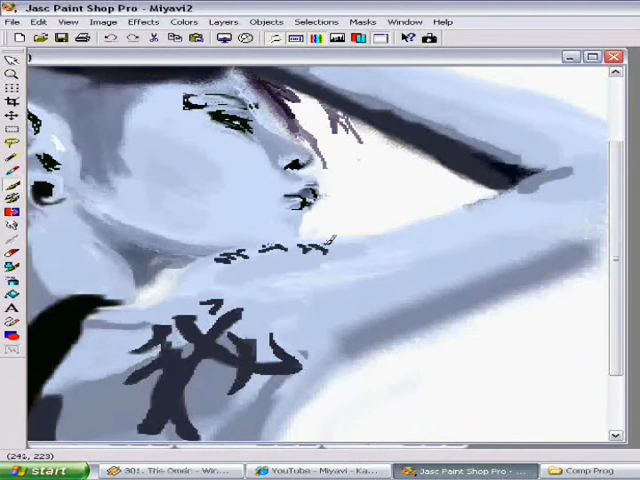 Jasc Paint Shop Pro - Miyavi2
File Edit View Image Effects Colors Layers Objects Selections Masks Window Help
)
(246, 223)
start 301. The Omen - Win... YouTube - Miyavi - Ka... Jasc Paint Shop Pro - ... Comp Prog